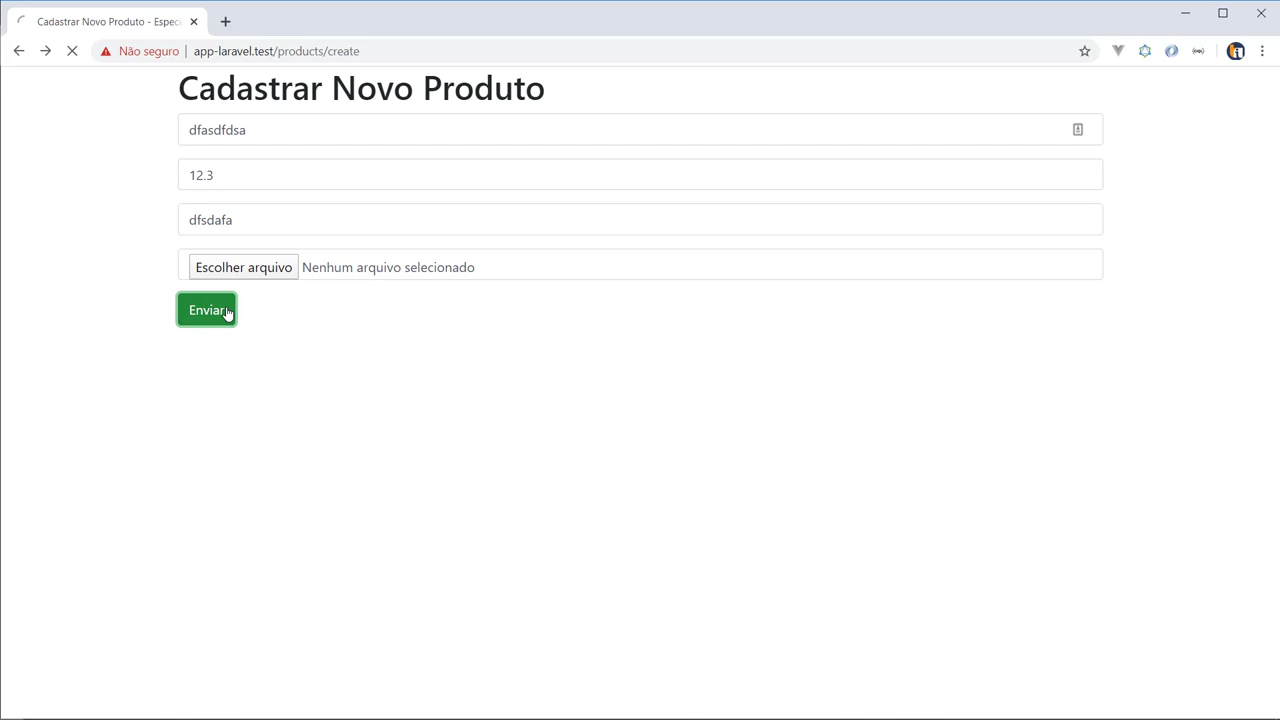 Cadastrar Novo Produto - Especi
Não seguro | app-laravel.test/products/create
Cadastrar Novo Produto
dfasdfdsa
12.3
dfsdafa
Escolher arquivo Nenhum arquivo selecionado
Enviar